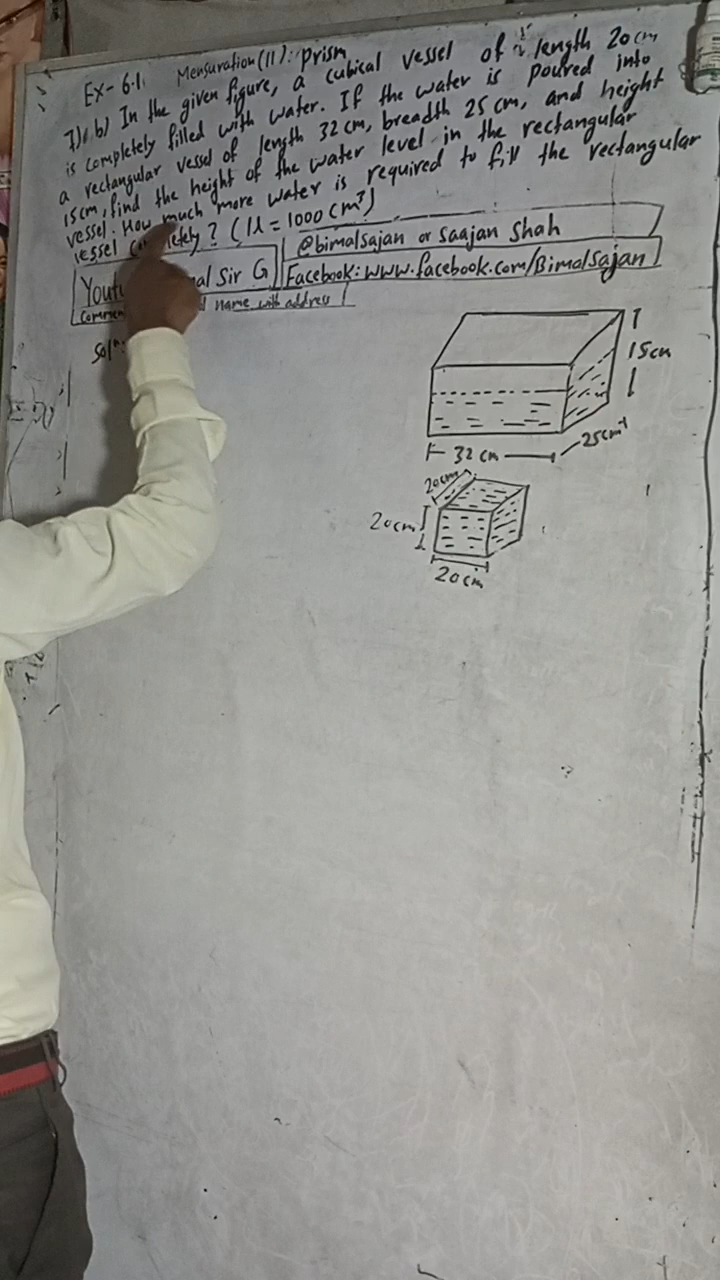 Ex- 6.1. Mensuration (II): Prism
7) b) In the given figure, a cubical vessel of length 20cm
is completely filled with water. If the water is poured into
a rectangular vessel of length 32 cm, breadth 25 cm, and height
15 cm, find the height of the water level in the rectangular
vessel. How much more water is required to fill the rectangular
vessel ? (1l = 1000 cm³)
@bimalsajan or Saajan Shah
Sir G
Facebook: www.facebook.com/Bimalsajan
name with address
Solⁿ:
15cm
32 cm
25cm
20cm
20cm
20cm